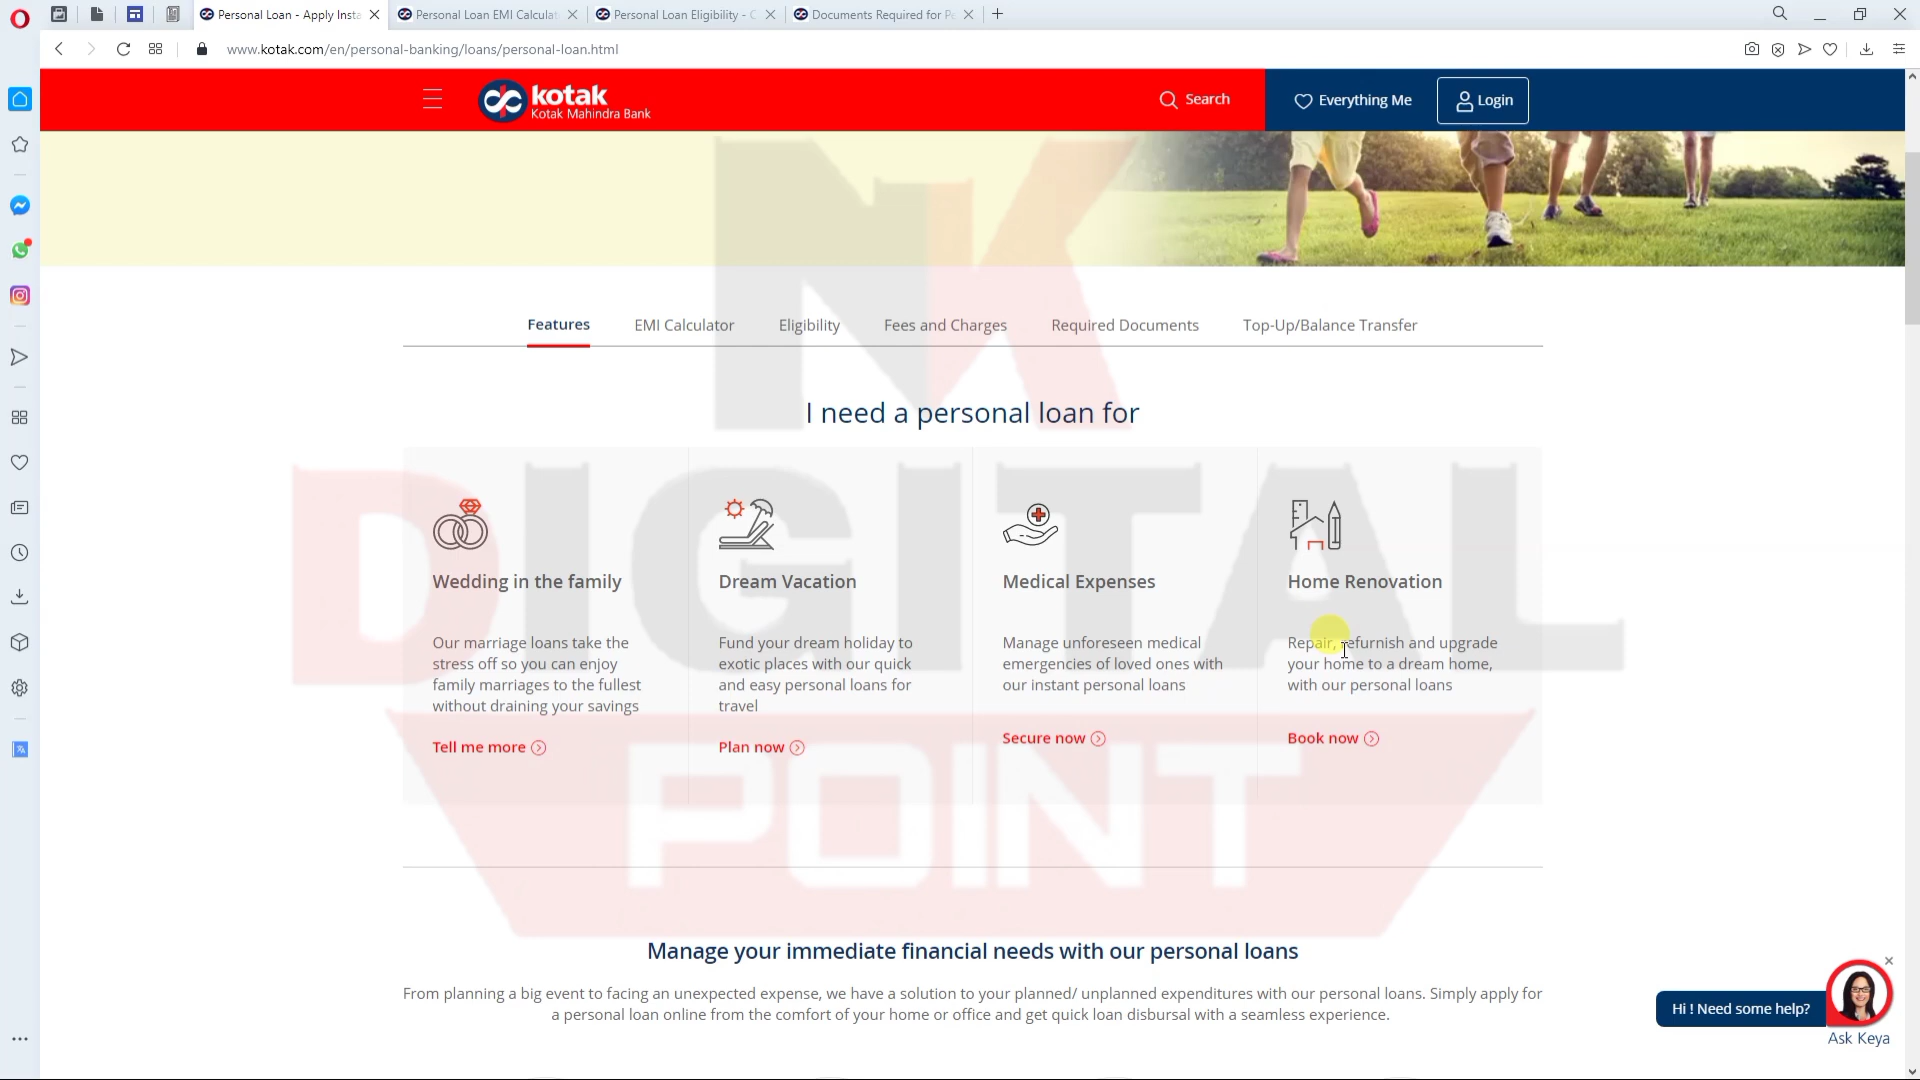 Personal Loan - Apply Insta
Personal Loan EMI Calculat
Personal Loan Eligibility - C
Documents Required for Pe
www.kotak.com/en/personal-banking/loans/personal-loan.html
kotak
Kotak Mahindra Bank
Search
Everything Me
Login
NK
DIGITAL
POINT
Features
EMI Calculator
Eligibility
Fees and Charges
Required Documents
Top-Up/Balance Transfer
I need a personal loan for
Wedding in the family
Our marriage loans take the
stress off so you can enjoy
family marriages to the fullest
without draining your savings
Tell me more
Dream Vacation
Fund your dream holiday to
exotic places with our quick
and easy personal loans for
travel
Plan now
Medical Expenses
Manage unforeseen medical
emergencies of loved ones with
our instant personal loans
Secure now
Home Renovation
Repair, refurnish and upgrade
your home to a dream home,
with our personal loans
Book now
Manage your immediate financial needs with our personal loans
From planning a big event to facing an unexpected expense, we have a solution to your planned/ unplanned expenditures with our personal loans. Simply apply for
a personal loan online from the comfort of your home or office and get quick loan disbursal with a seamless experience.
Hi ! Need some help?
Ask Keya